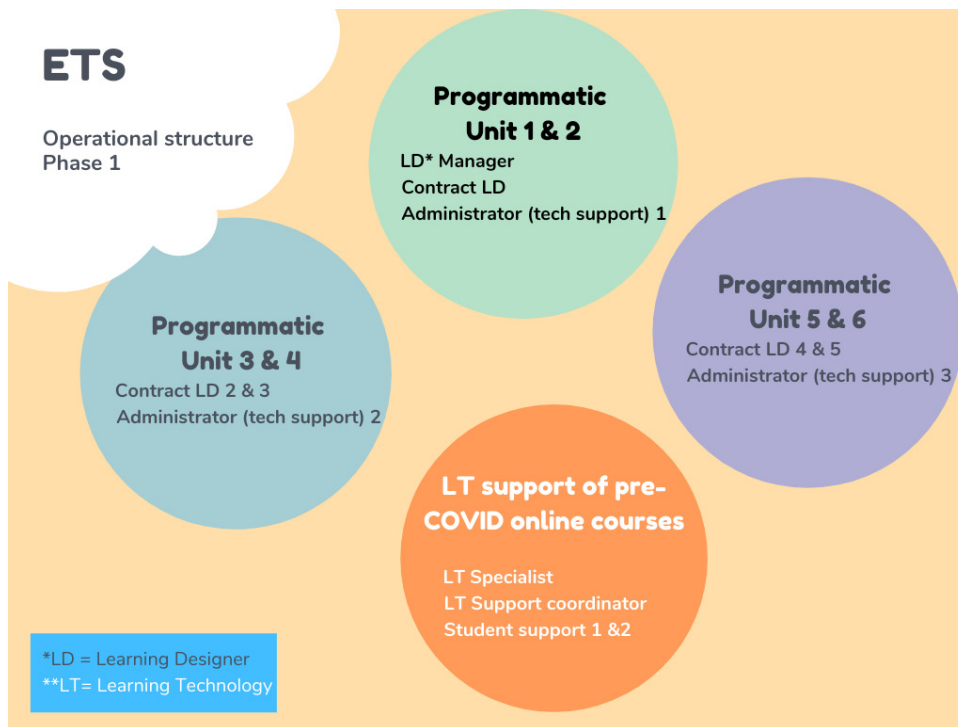 ETS
Operational structure
Phase 1
Programmatic
Unit 1 & 2
LD* Manager
Contract LD
Administrator (tech support) 1
Programmatic
Unit 3 & 4
Contract LD 2 & 3
Administrator (tech support) 2
Programmatic
Unit 5 & 6
Contract LD 4 & 5
Administrator (tech support) 3
LT support of pre-
COVID online courses
LT Specialist
LT Support coordinator
Student support 1 &2
*LD = Learning Designer
**LT= Learning Technology